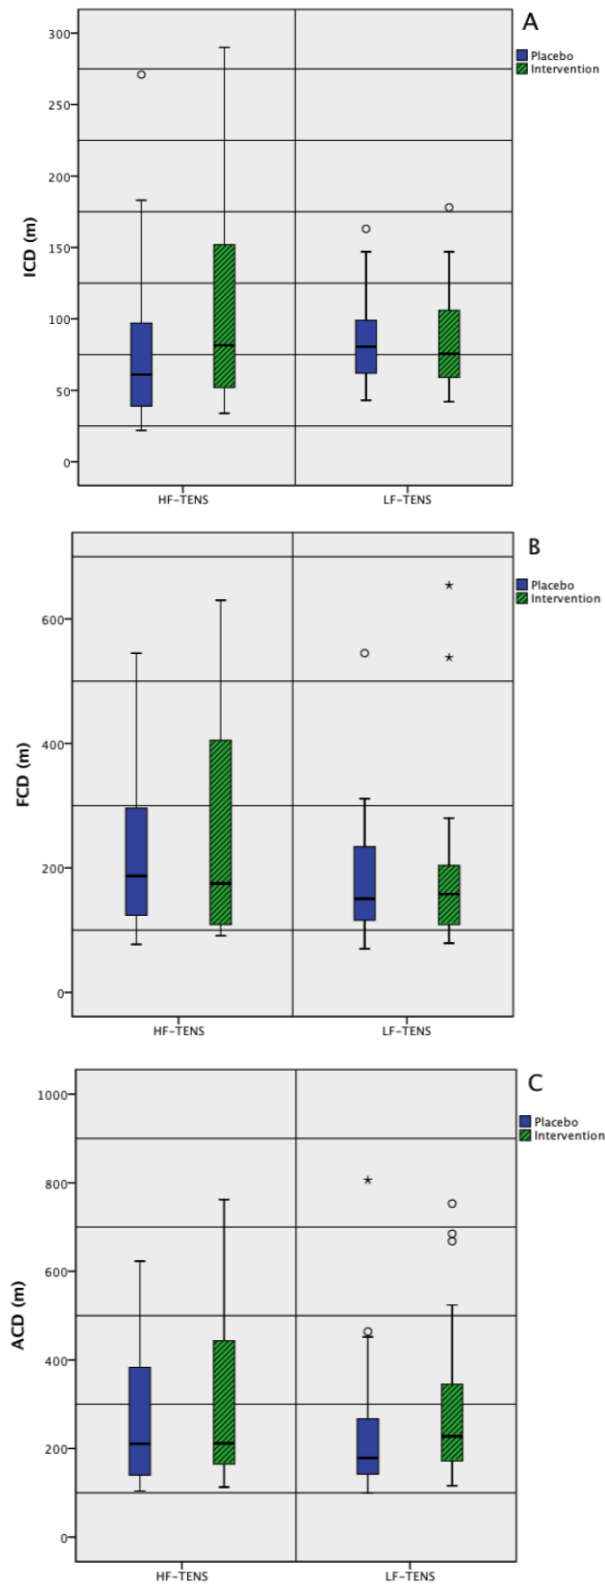 A
300
Placebo
Intervention
250
200
150
100
50
0
ICD (m)
HF-TENS LF-TENS
B
Placebo
Intervention
600
400
200
0
FCD (m)
HF-TENS LF-TENS
C
1000
Placebo
Intervention
800
600
400
200
0
ACD (m)
HF-TENS LF-TENS